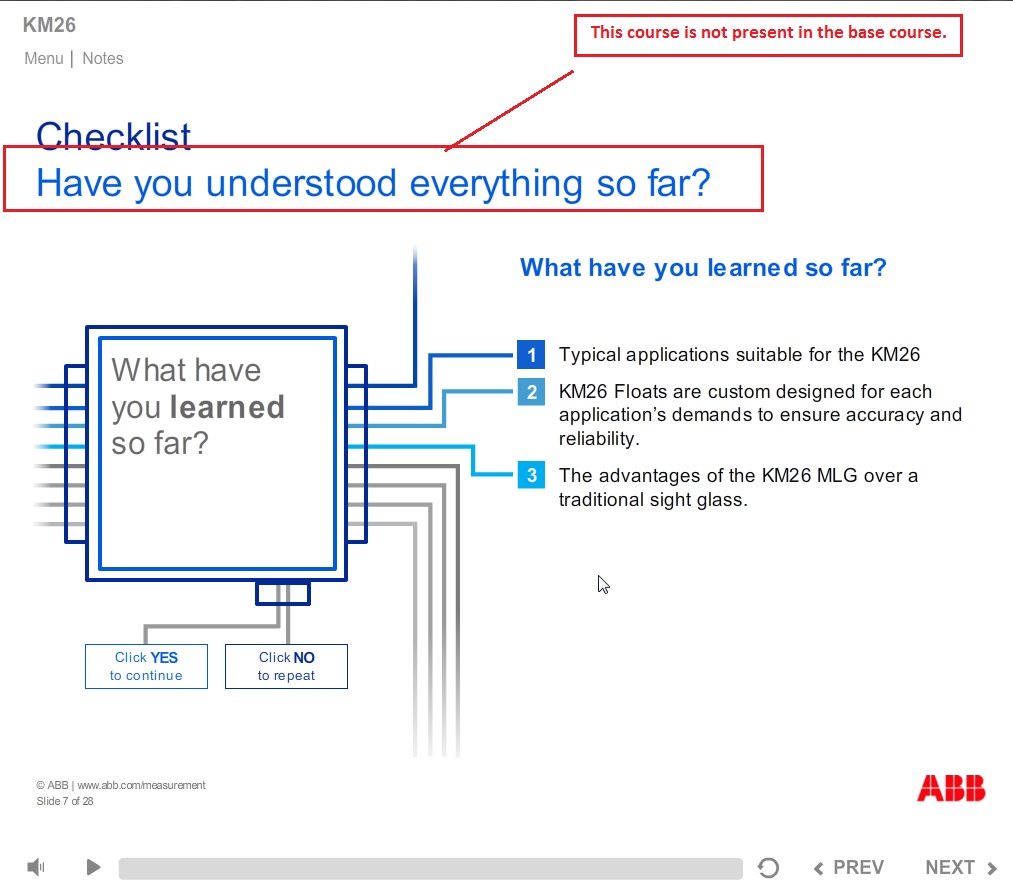 KM26
This course is not present in the base course.
Menu | Notes
Checklist
Have you understood everything so far?
What have you learned so far?
What have
you learned
so far?
1 Typical applications suitable for the KM26
2 KM26 Floats are custom designed for each
application’s demands to ensure accuracy and
reliability.
3 The advantages of the KM26 MLG over a
traditional sight glass.
Click YES
to continue
Click NO
to repeat
© ABB | www.abb.com/measurement
Slide 7 of 28
ABB
PREV
NEXT